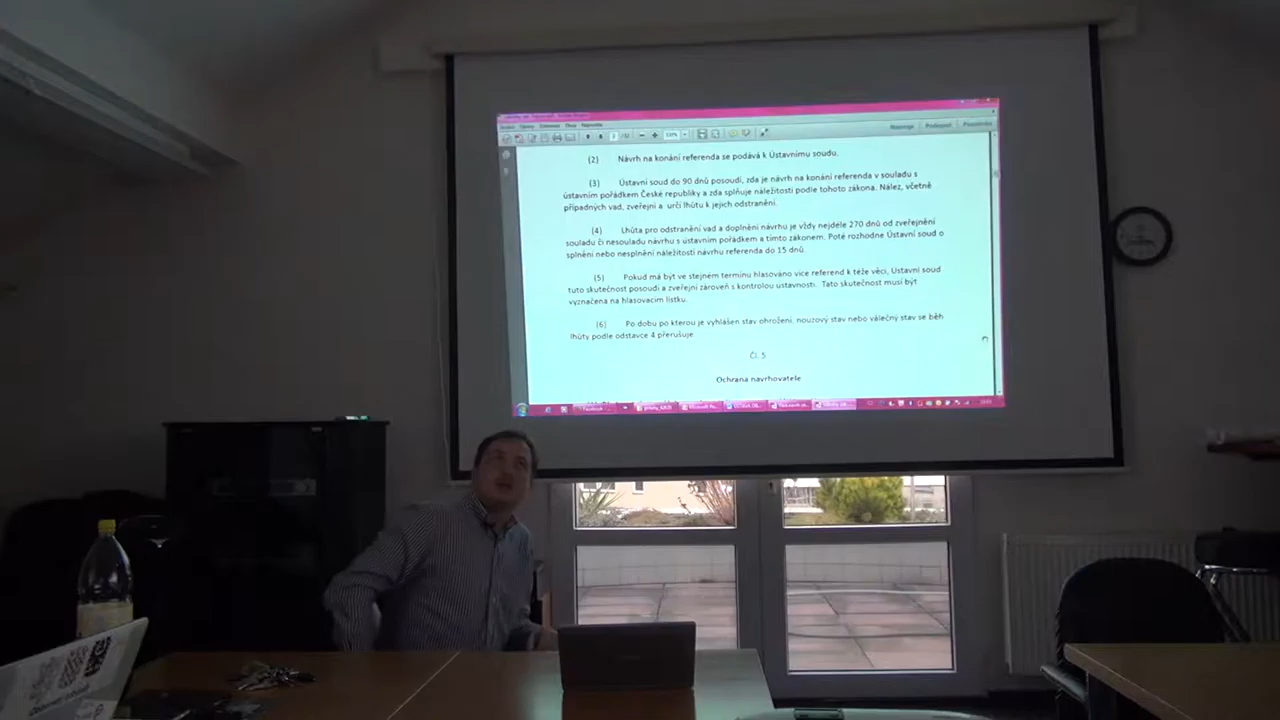 (2) Návrh na konání referenda se podává k Ústavnímu soudu.
(3) Ústavní soud do 90 dnů posoudí, zda je návrh na konání referenda v souladu s
ústavním pořádkem České republiky a zda splňuje náležitosti podle tohoto zákona. Nález, včetně
případných vad, zveřejní a určí lhůtu k jejich odstranění.
(4) Lhůta pro odstranění vad a doplnění návrhu je vždy nejdéle 270 dnů od zveřejnění
souladu či nesouladu návrhu s ústavním pořádkem a tímto zákonem. Poté rozhodne Ústavní soud o
splnění nebo nesplnění náležitostí návrhu referenda do 15 dnů.
(5) Pokud má být ve stejném termínu hlasováno více referend k téže věci, Ústavní soud
tuto skutečnost posoudí a zveřejní zároveň s kontrolou ústavnosti. Tato skutečnost musí být
vyznačena na hlasovacím lístku.
(6) Po dobu po kterou je vyhlášen stav ohrožení, nouzový stav nebo válečný stav se běh
lhůty podle odstavce 4 přerušuje.
Čl. 5
Ochrana navrhovatele